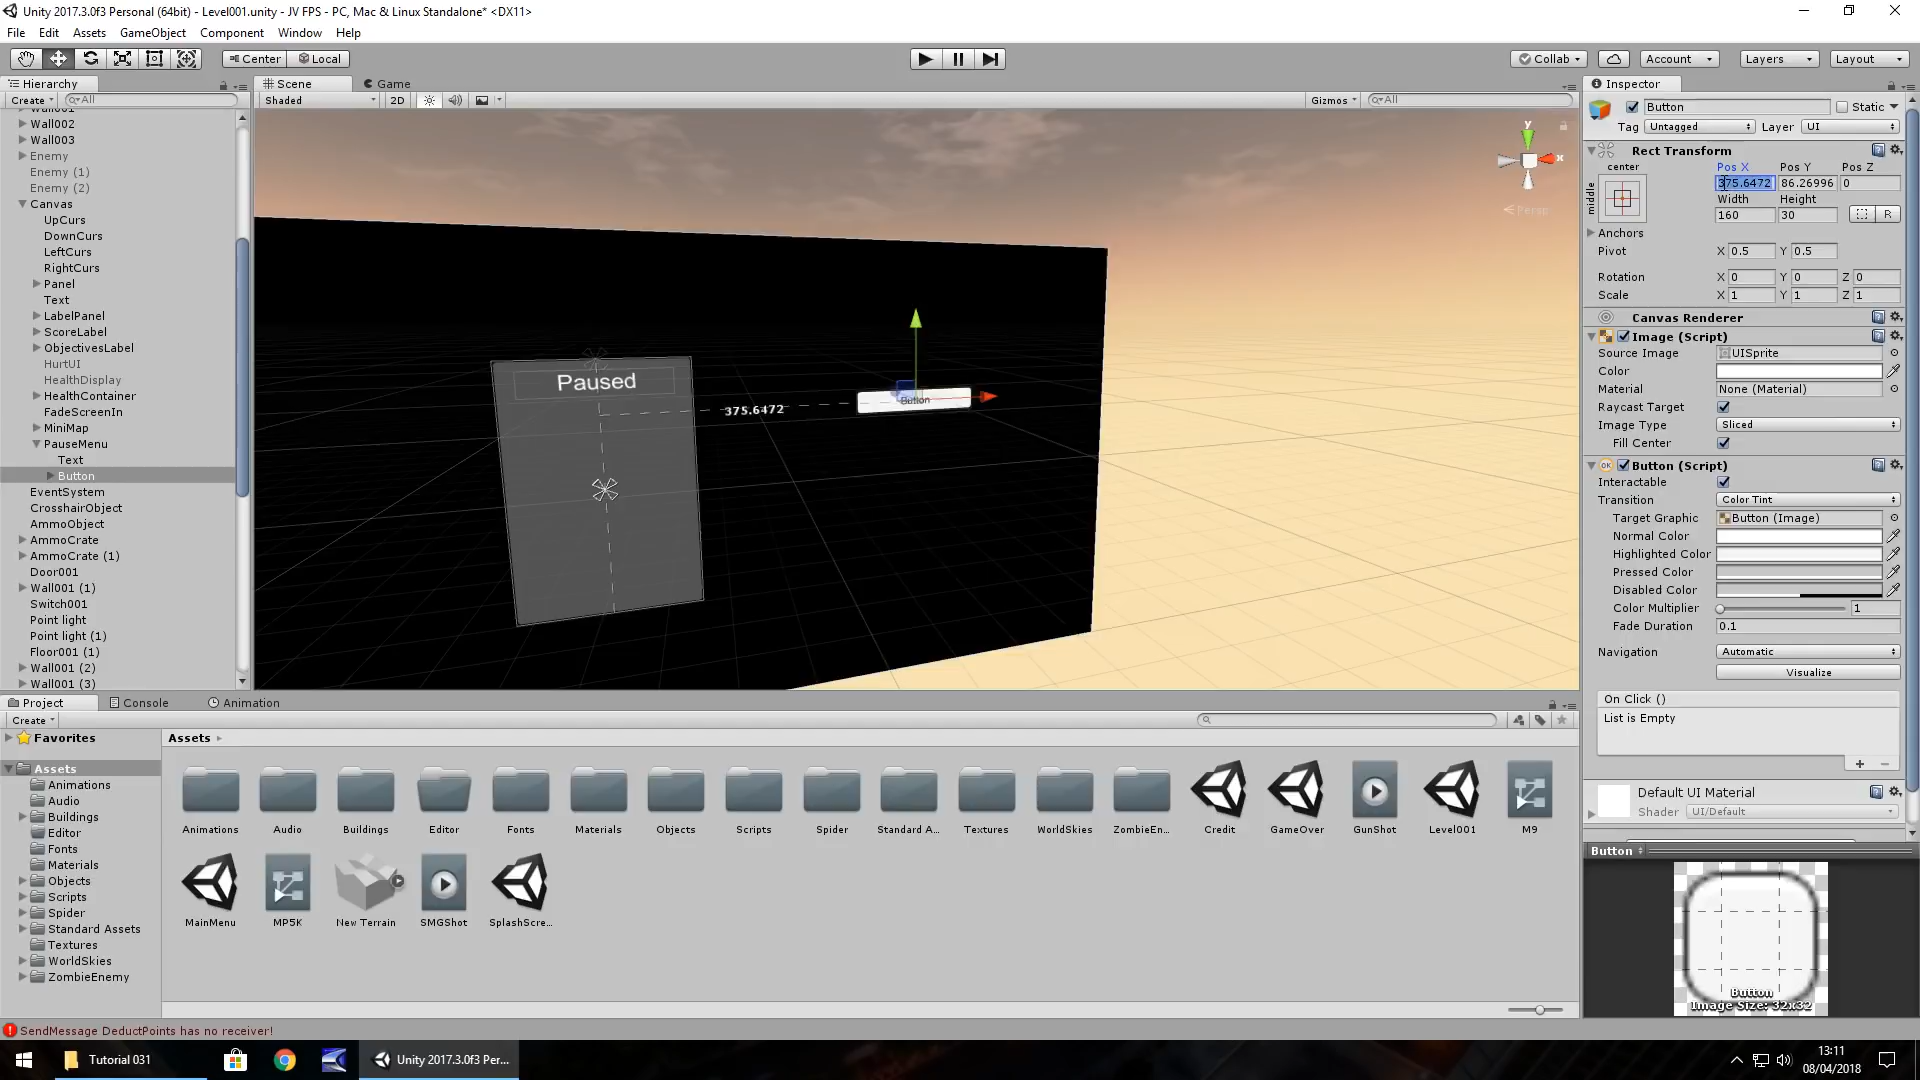 Unity 2017.3.0f3 Personal (64bit) - Level001.unity - JV FPS - PC, Mac & Linux Standalone* <DX11>
File Edit Assets GameObject Component Window Help
Center Local Collab Account Layers Layout
Hierarchy
Create All
Wall002
Wall003
Enemy
Enemy (1)
Enemy (2)
Canvas
UpCurs
DownCurs
LeftCurs
RightCurs
Panel
Text
LabelPanel
ScoreLabel
ObjectivesLabel
HurtUI
HealthDisplay
HealthContainer
FadeScreenIn
MiniMap
PauseMenu
Text
Button
EventSystem
CrosshairObject
AmmoObject
AmmoCrate
AmmoCrate (1)
Door001
Wall001 (1)
Switch001
Point light
Point light (1)
Floor001 (1)
Wall001 (2)
Wall001 (3)
Scene Game
Shaded 2D Gizmos All
y
x
Persp
Paused
375.6472
Button
Inspector
Button Static
Tag Untagged Layer UI
Rect Transform
center
middle
Pos X Pos Y Pos Z
375.6472 86.26996 0
Width Height
160 30
R
Anchors
Pivot X 0.5 Y 0.5
Rotation X 0 Y 0 Z 0
Scale X 1 Y 1 Z 1
Canvas Renderer
Image (Script)
Source Image UISprite
Color
Material None (Material)
Raycast Target
Image Type Sliced
Fill Center
OK Button (Script)
Interactable
Transition Color Tint
Target Graphic Button (Image)
Normal Color
Highlighted Color
Pressed Color
Disabled Color
Color Multiplier 1
Fade Duration 0.1
Navigation Automatic
Visualize
On Click ()
List is Empty
Default UI Material
Shader UI/Default
Button
Button
Image Size: 32x32
Project Console Animation
Create
Favorites
Assets
Animations
Audio
Buildings
Editor
Fonts
Materials
Objects
Scripts
Spider
Standard Assets
Textures
WorldSkies
ZombieEnemy
Assets
Animations Audio Buildings Editor Fonts Materials Objects Scripts Spider Standard A... Textures WorldSkies ZombieEn... Credit GameOver GunShot Level001 M9
MainMenu MP5K New Terrain SMGShot SplashScre...
SendMessage DeductPoints has no receiver!
Tutorial 031
Unity 2017.3.0f3 Per...
13:11
08/04/2018